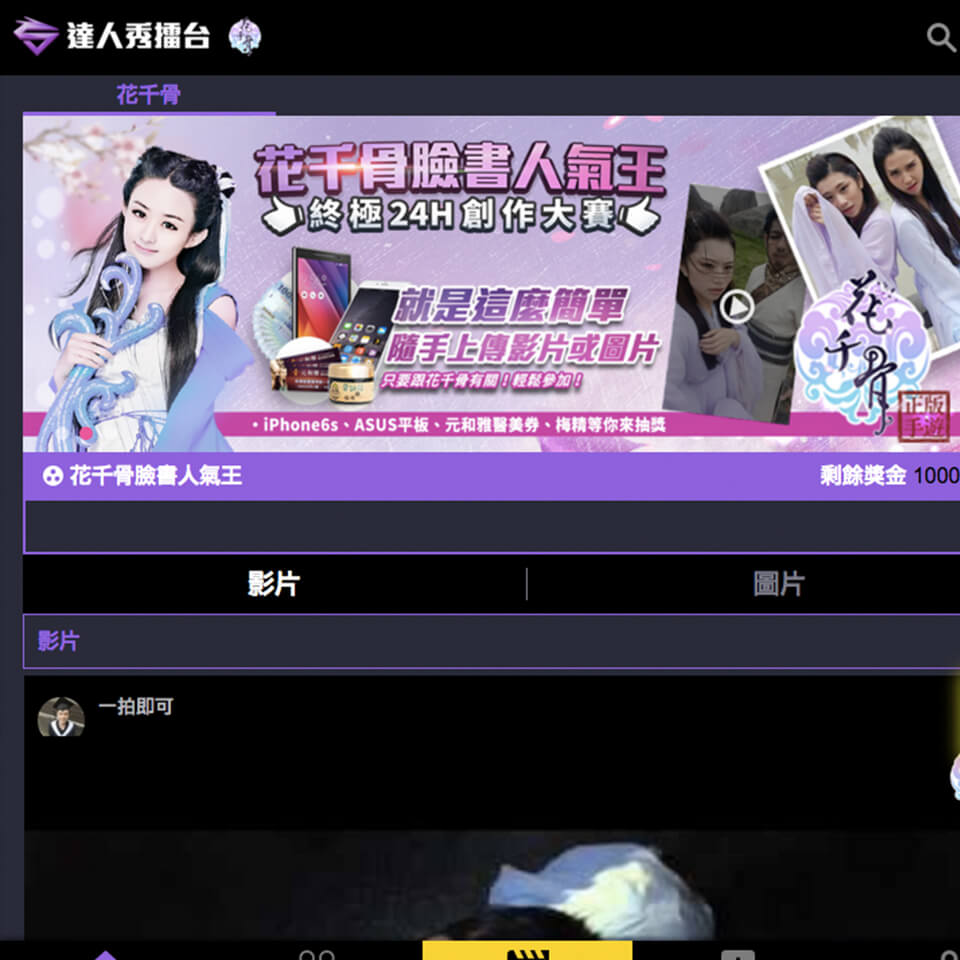 達人秀擂台
花千骨
花千骨臉書人氣王
終極24H創作大賽
就是這麼簡單
隨手上傳影片或圖片
只要跟花千骨有關！輕鬆參加！
・iPhone6s、ASUS平板、元和雅醫美券、梅精等你來抽獎
花千骨
正版手遊
花千骨臉書人氣王
剩餘獎金 1000
影片
圖片
影片
一拍即可